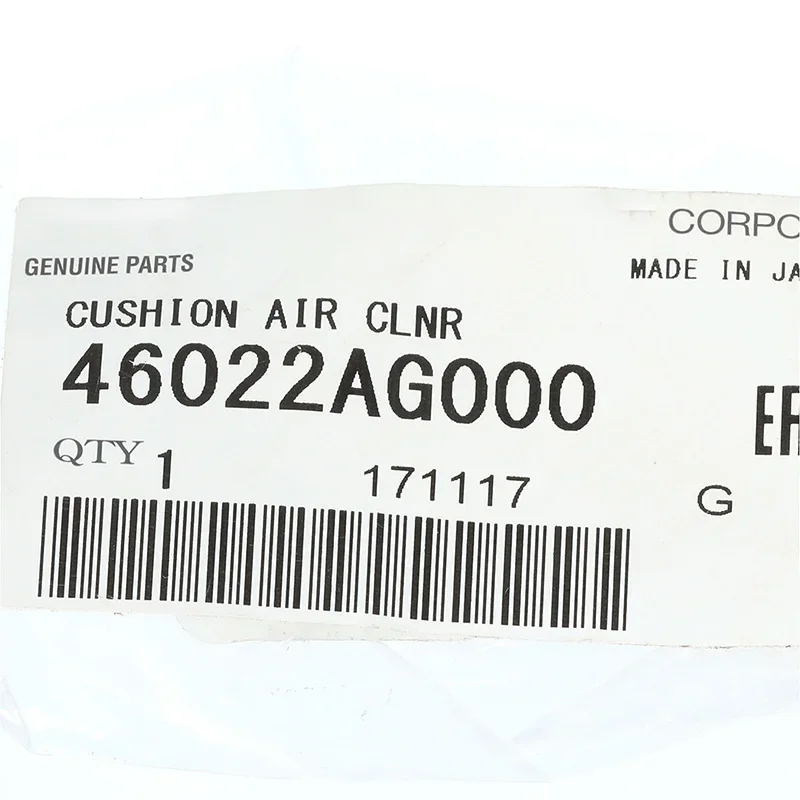 CORPO
GENUINE PARTS
MADE IN JA
CUSHION AIR CLNR
46022AG000
QTY 1
171117
G